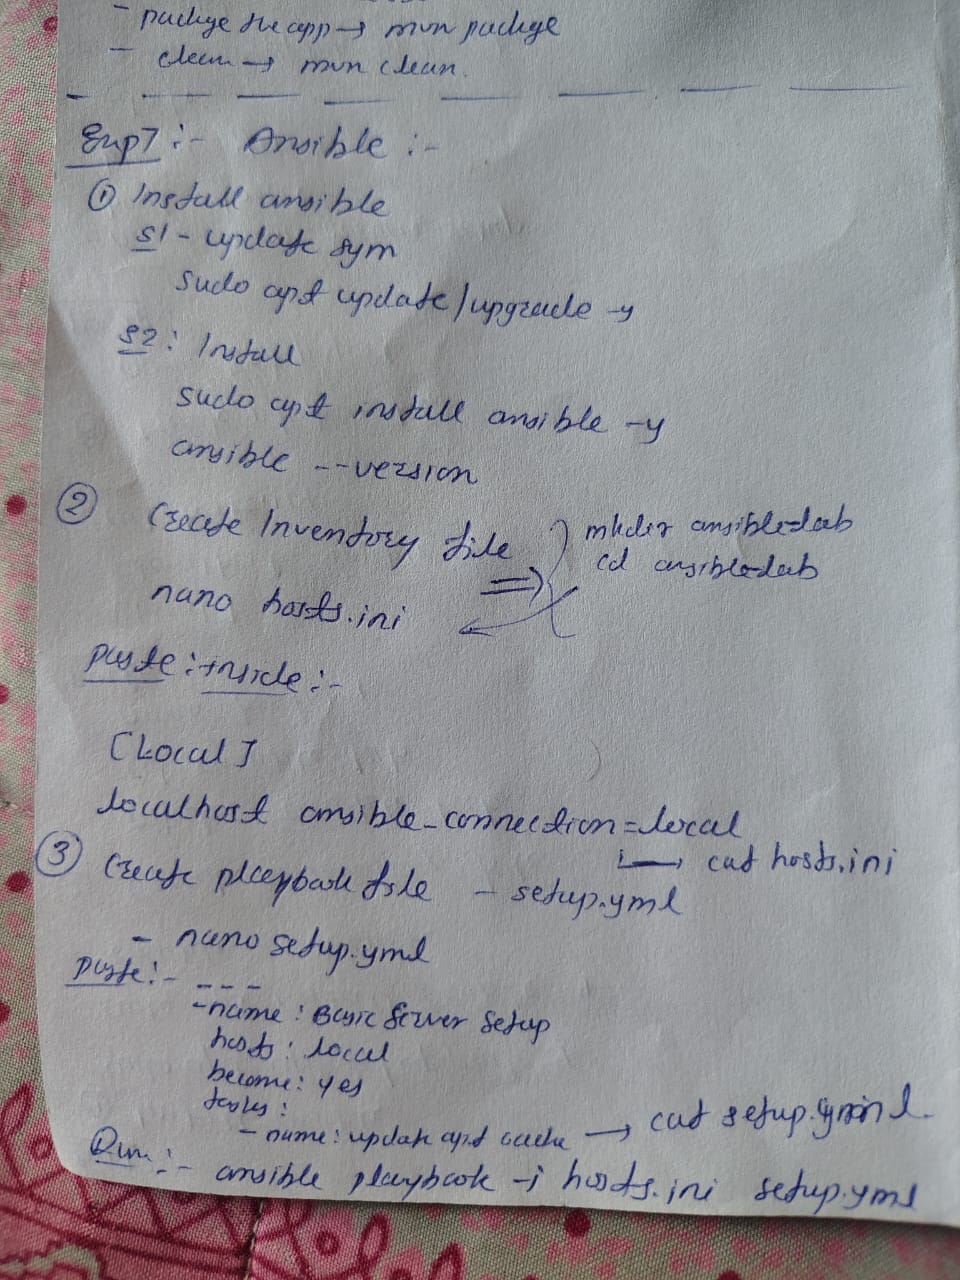 - package the app → mvn package
- clean → mvn clean.
Exp7 :- Ansible :-
① Install ansible
S1 - update sym
sudo apt update/upgrade -y
S2 : Install
sudo apt install ansible -y
ansible --version
② Create Inventory file
mkdir ansible-lab
cd ansible-lab
nano hosts.ini
paste : inside :-
[Local]
localhost ansible_connection=local
→ cat hosts.ini
③ Create playbook file - setup.yml
- nano setup.yml
paste :- ---
- name : Basic Server Setup
hosts : local
become : yes
tasks :
- name : update apt cache → cat setup.yml
Run :- ansible playbook -i hosts.ini setup.yml